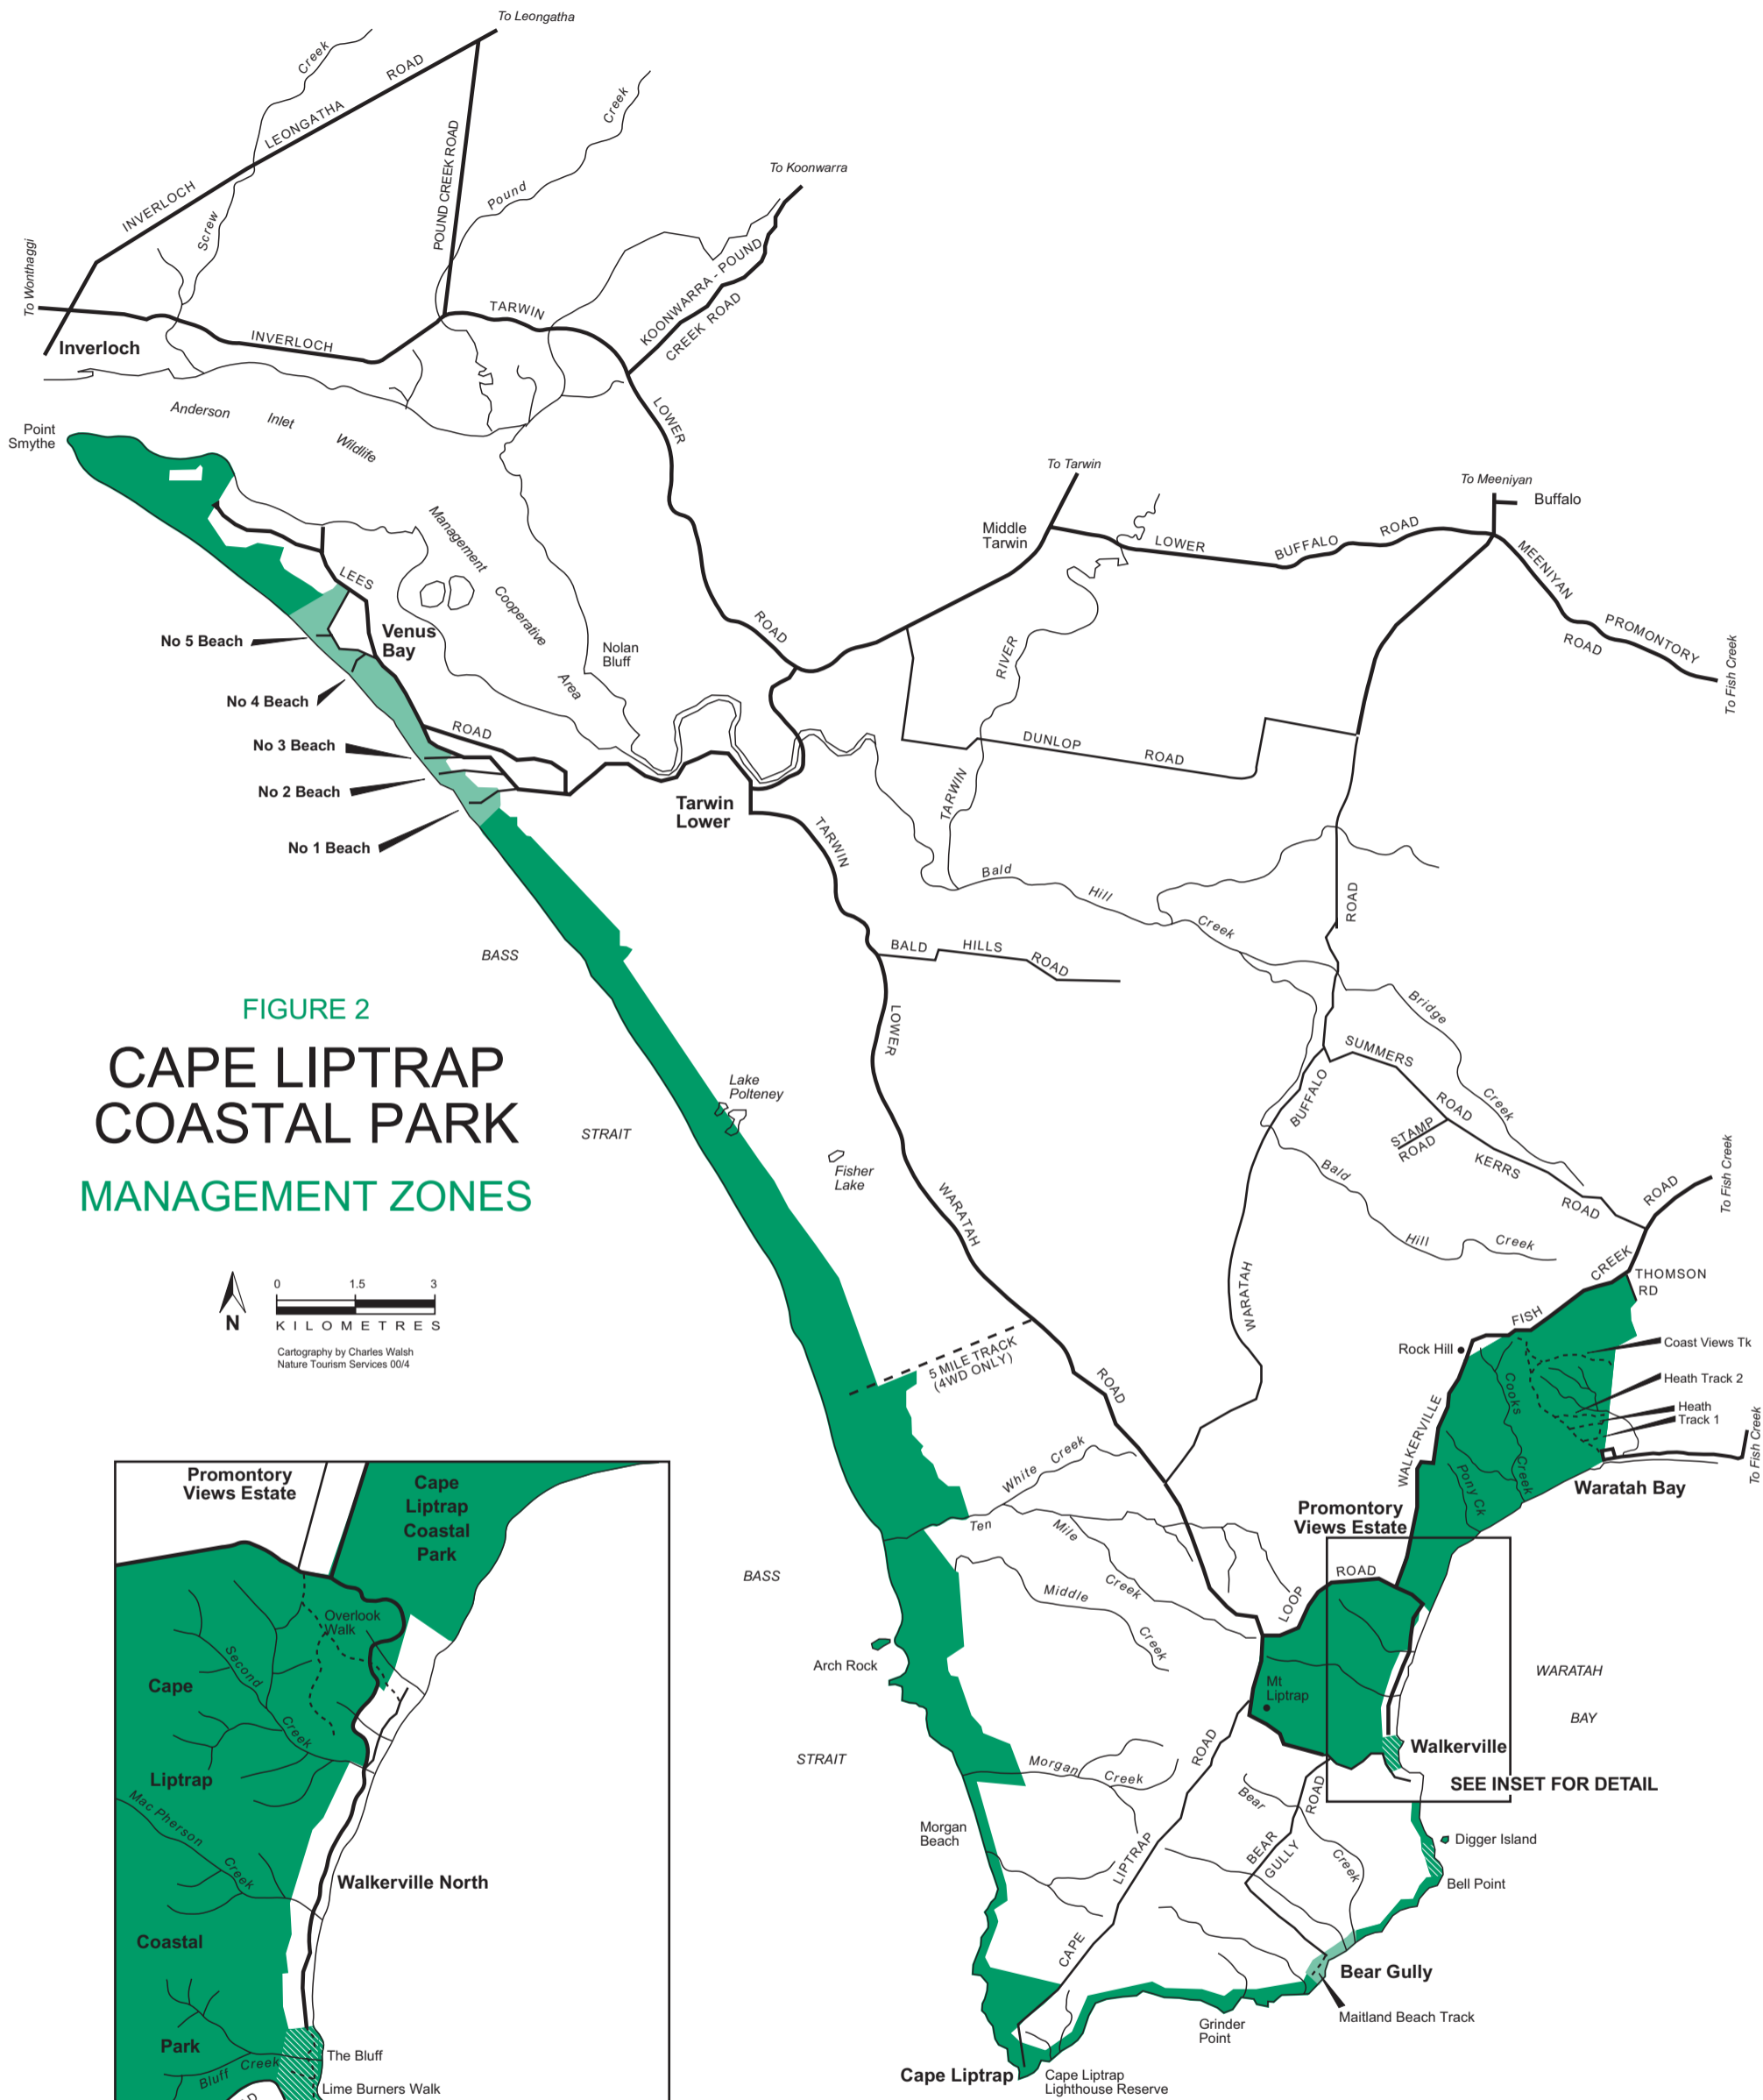 To Leongatha
Creek
ROAD
LEONGATHA
INVERLOCH
Screw
POUND CREEK ROAD
Creek
Pound
To Koonwarra
KOONWARRA - POUND
CREEK ROAD
To Wonthaggi
TARWIN
INVERLOCH
Inverloch
LOWER
ROAD
Anderson
Inlet
Wildlife
Management
Cooperative
Area
Point
Smythe
To Tarwin
Middle
Tarwin
LOWER
BUFFALO
ROAD
To Meeniyan
Buffalo
MEENIYAN
PROMONTORY
ROAD
To Fish Creek
LEES
ROAD
Venus
Bay
Nolan
Bluff
No 5 Beach
No 4 Beach
No 3 Beach
No 2 Beach
No 1 Beach
Tarwin
Lower
RIVER
TARWIN
DUNLOP
ROAD
TARWIN
LOWER
WARATAH
ROAD
Bald
Hill
Creek
BALD
HILLS
ROAD
ROAD
BUFFALO
WARATAH
Bridge
Creek
SUMMERS
ROAD
STAMP
ROAD
KERRS
ROAD
Bald
Hill
Creek
BASS
STRAIT
FIGURE 2
CAPE LIPTRAP
COASTAL PARK
MANAGEMENT ZONES
Lake
Polteney
Fisher
Lake
N
0 1.5 3
KILOMETRES
Cartography by Charles Walsh
Nature Tourism Services 00/4
5 MILE TRACK
(4WD ONLY)
To Fish Creek
ROAD
CREEK
FISH
THOMSON
RD
Rock Hill
Coast Views Tk
Heath Track 2
Heath
Track 1
Cooks
Creek
Pony Ck
WALKERVILLE
To Fish Creek
Waratah Bay
Promontory
Views Estate
White Creek
Ten
Mile
Creek
Middle
Creek
LOOP
ROAD
BASS
STRAIT
Arch Rock
Mt
Liptrap
WARATAH
BAY
Walkerville
SEE INSET FOR DETAIL
Morgan
Creek
Morgan
Beach
ROAD
LIPTRAP
CAPE
Bear
Creek
ROAD
BEAR
GULLY
Digger Island
Bell Point
Bear Gully
Maitland Beach Track
Grinder
Point
Cape Liptrap
Cape Liptrap
Lighthouse Reserve
Promontory
Views Estate
Cape
Liptrap
Coastal
Park
Overlook
Walk
Second
Creek
Cape
Liptrap
Coastal
Park
Mac Pherson
Creek
Walkerville North
Bluff Creek
The Bluff
Lime Burners Walk